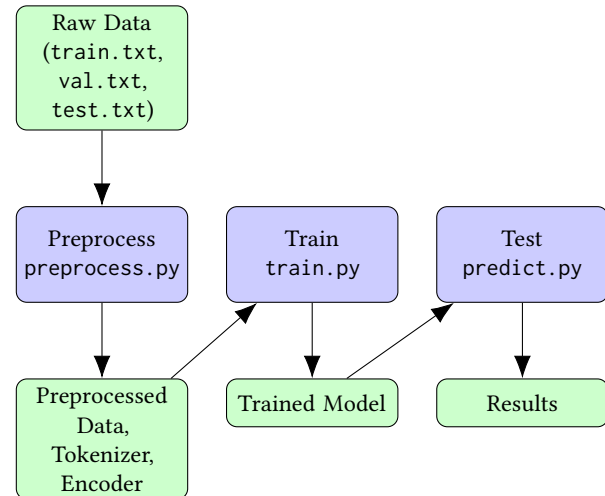 Raw Data
(train.txt,
val.txt,
test.txt)
Preprocess
preprocess.py
Train
train.py
Test
predict.py
Preprocessed
Data,
Tokenizer,
Encoder
Trained Model
Results